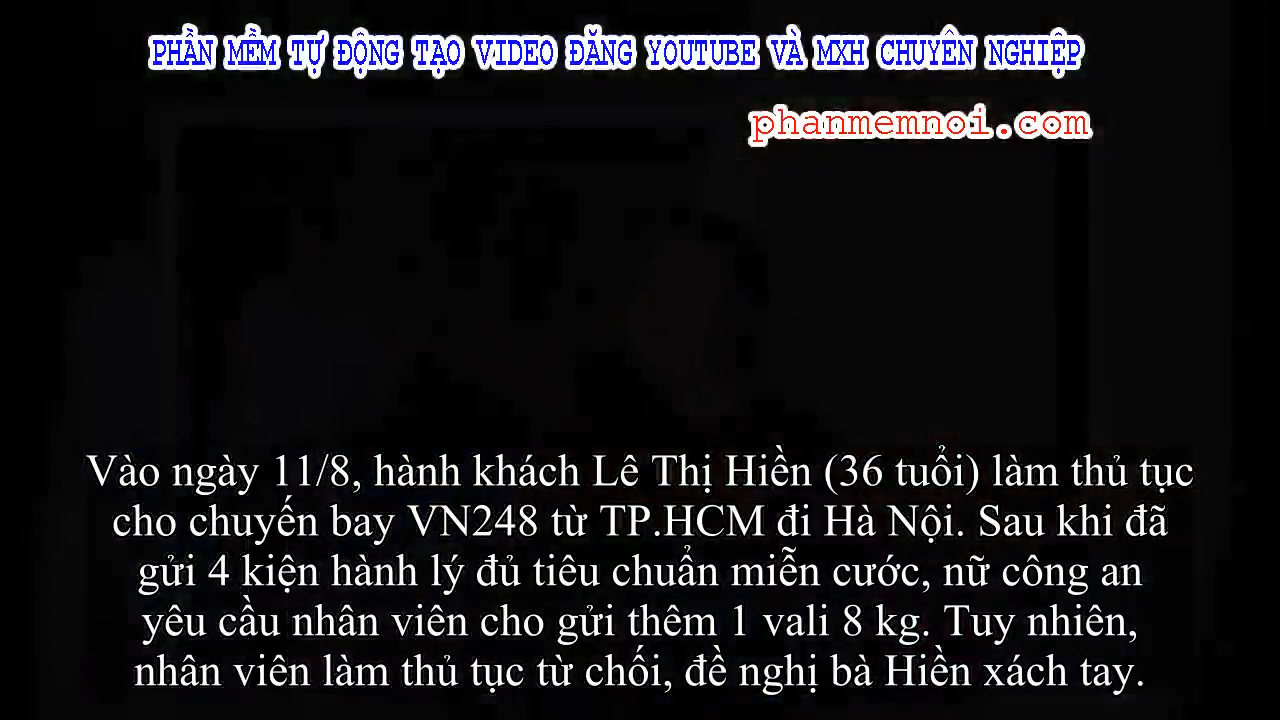 PHẦN MỀM TỰ ĐỘNG TẠO VIDEO ĐĂNG YOUTUBE VÀ MXH CHUYÊN NGHIỆP
phanmemnoi.com
Vào ngày 11/8, hành khách Lê Thị Hiền (36 tuổi) làm thủ tục
cho chuyến bay VN248 từ TP.HCM đi Hà Nội. Sau khi đã
gửi 4 kiện hành lý đủ tiêu chuẩn miễn cước, nữ công an
yêu cầu nhân viên cho gửi thêm 1 vali 8 kg. Tuy nhiên,
nhân viên làm thủ tục từ chối, đề nghị bà Hiền xách tay.